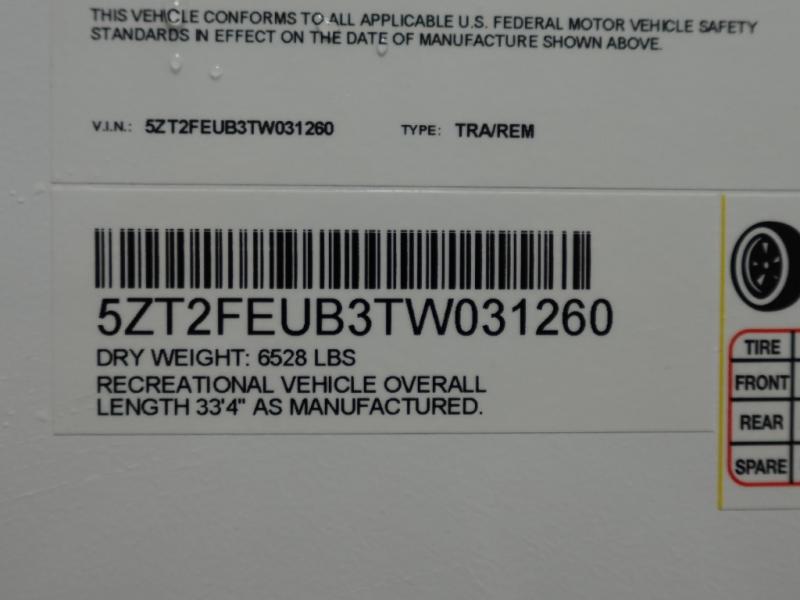 THIS VEHICLE CONFORMS TO ALL APPLICABLE U.S. FEDERAL MOTOR VEHICLE SAFETY
STANDARDS IN EFFECT ON THE DATE OF MANUFACTURE SHOWN ABOVE.
V.I.N.: 5ZT2FEUB3TW031260 TYPE: TRA/REM
5ZT2FEUB3TW031260
DRY WEIGHT: 6528 LBS
RECREATIONAL VEHICLE OVERALL
LENGTH 33'4" AS MANUFACTURED.
TIRE
FRONT
REAR
SPARE